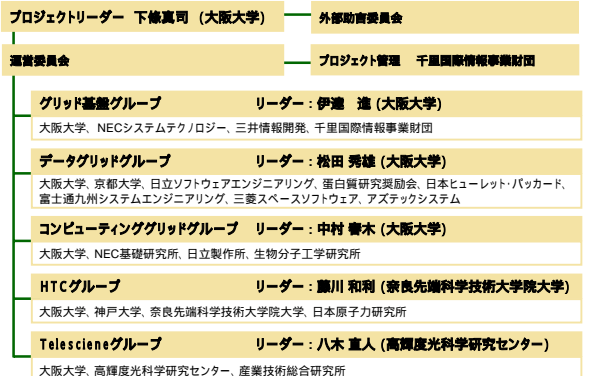 プロジェクトリーダー 下條真司 (大阪大学)
外部助言委員会
運営委員会
プロジェクト管理 千里国際情報事業財団
グリッド基盤グループ リーダー：伊達 進 (大阪大学)
大阪大学、NECシステムテクノロジー、三井情報開発、千里国際情報事業財団
データグリッドグループ リーダー：松田 秀雄 (大阪大学)
大阪大学、京都大学、日立ソフトウェアエンジニアリング、蛋白質研究奨励会、日本ヒューレット・パッカード、
富士通九州システムエンジニアリング、三菱スペースソフトウェア、アズテックシステム
コンピューティンググリッドグループ リーダー：中村 春木 (大阪大学)
大阪大学、NEC基礎研究所、日立製作所、生物分子工学研究所
HTCグループ リーダー：藤川 和利 (奈良先端科学技術大学院大学)
大阪大学、神戸大学、奈良先端科学技術大学院大学、日本原子力研究所
Telescieneグループ リーダー：八木 直人 (高輝度光科学研究センター)
大阪大学、高輝度光科学研究センター、産業技術総合研究所